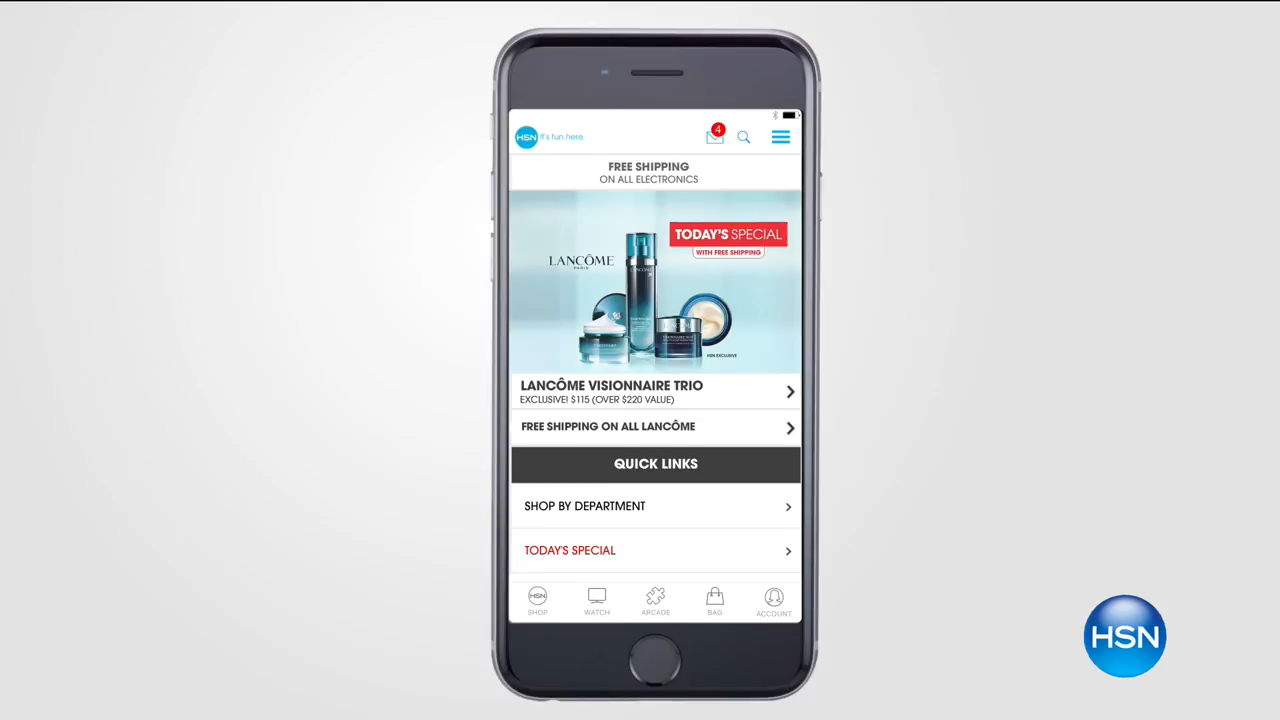 4
HSN It's fun here.
FREE SHIPPING
ON ALL ELECTRONICS
TODAY'S SPECIAL
WITH FREE SHIPPING
LANCÔME
PARIS
LANCÔME
HSN EXCLUSIVE
LANCÔME VISIONNAIRE TRIO
EXCLUSIVE! $115 (OVER $220 VALUE)
FREE SHIPPING ON ALL LANCÔME
QUICK LINKS
SHOP BY DEPARTMENT
TODAY'S SPECIAL
HSN
SHOP
WATCH
ARCADE
BAG
ACCOUNT
HSN